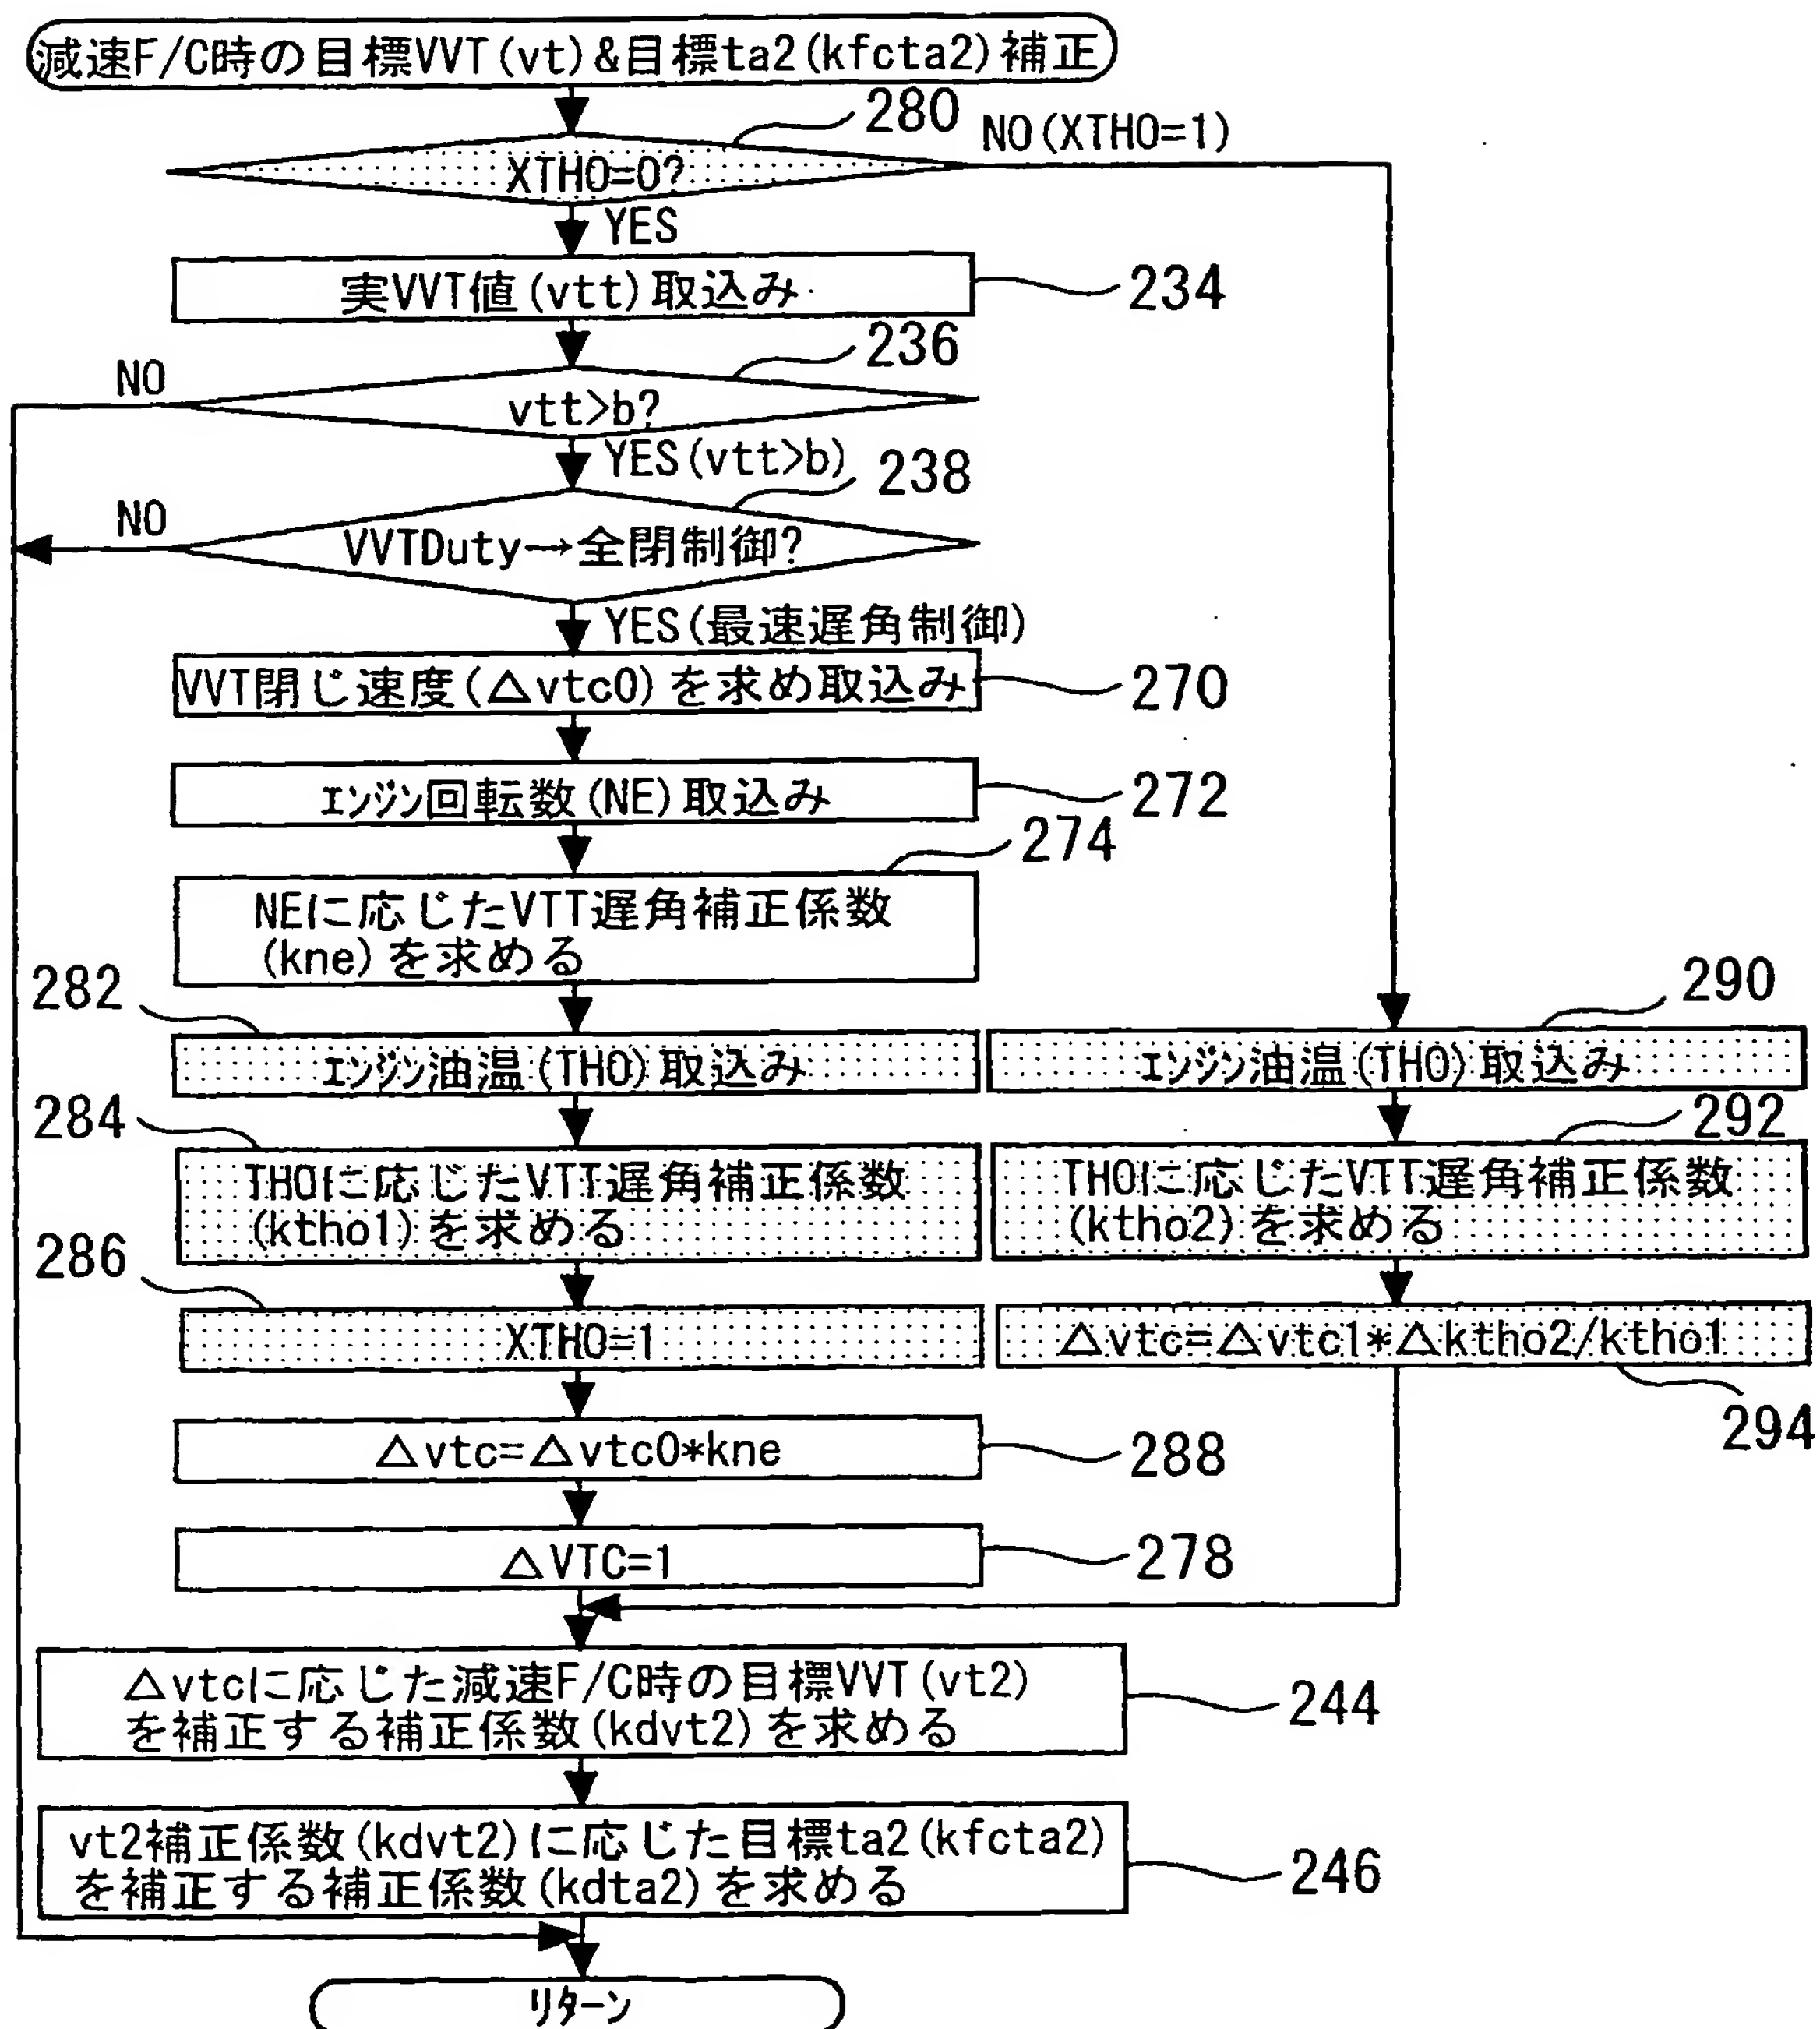 減速F/C時の目標VVT(vt)&目標ta2(kfcta2)補正
280
NO(XTHO=1)
XTHO=0?
YES
実VVT値(vtt)取込み
234
236
NO
vtt>b?
YES(vtt>b)
238
NO
VVTDuty→全閉制御?
YES(最速遅角制御)
VVT閉じ速度(△vtc0)を求め取込み
270
エンジン回転数(NE)取込み
272
274
NEに応じたVTT遅角補正係数
(kne)を求める
282
290
エンジン油温(THO)取込み
エンジン油温(THO)取込み
284
292
THOに応じたVTT遅角補正係数
(ktho1)を求める
THOに応じたVTT遅角補正係数
(ktho2)を求める
286
XTHO=1
△vtc=△vtc1*△ktho2/ktho1
294
△vtc=△vtc0*kne
288
△VTC=1
278
△vtcに応じた減速F/C時の目標VVT(vt2)
を補正する補正係数(kdvt2)を求める
244
vt2補正係数(kdvt2)に応じた目標ta2(kfcta2)
を補正する補正係数(kdta2)を求める
246
リターン